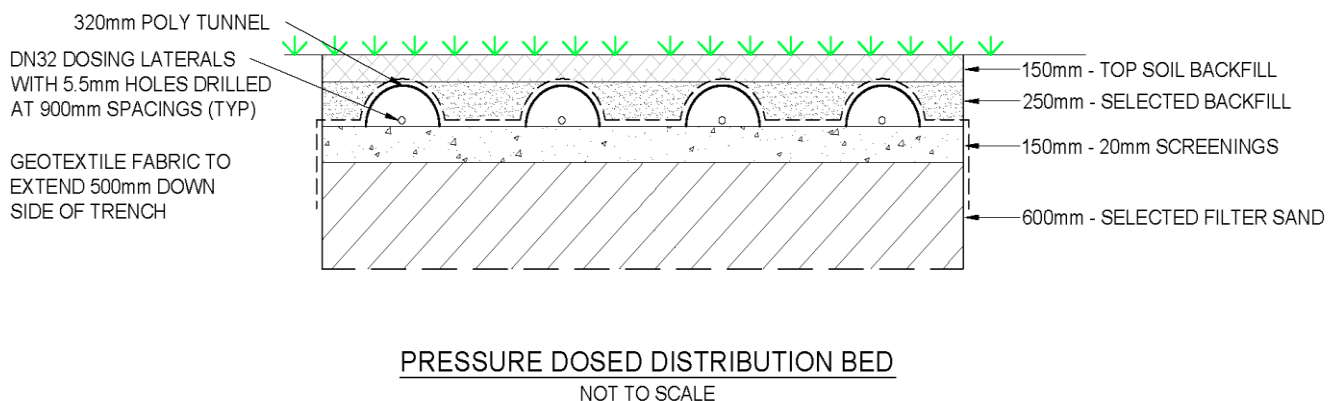 320mm POLY TUNNEL
DN32 DOSING LATERALS
WITH 5.5mm HOLES DRILLED
AT 900mm SPACINGS (TYP)
GEOTEXTILE FABRIC TO
EXTEND 500mm DOWN
SIDE OF TRENCH
150mm - TOP SOIL BACKFILL
250mm - SELECTED BACKFILL
150mm - 20mm SCREENINGS
600mm - SELECTED FILTER SAND
PRESSURE DOSED DISTRIBUTION BED
NOT TO SCALE